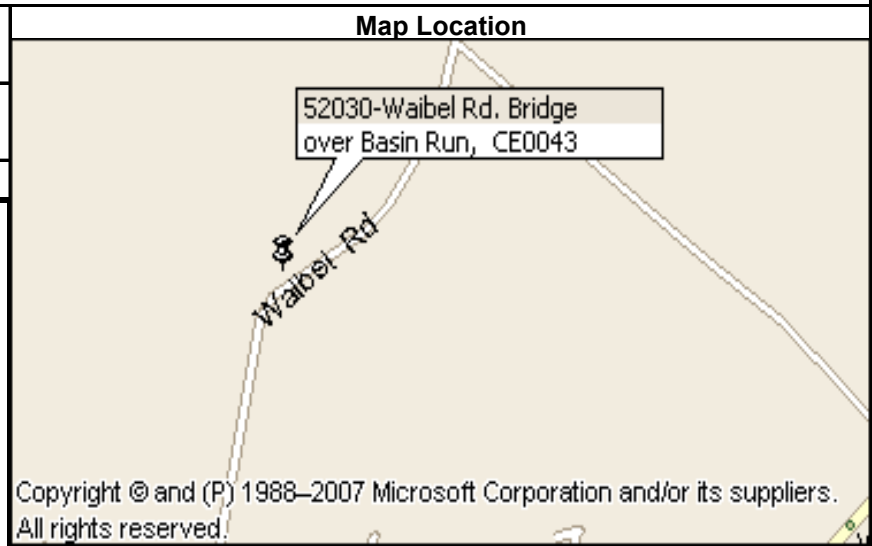 Map Location
52030-Waibel Rd. Bridge
over Basin Run, CE0043
Waibel Rd
Copyright © and (P) 1988–2007 Microsoft Corporation and/or its suppliers.
All rights reserved.